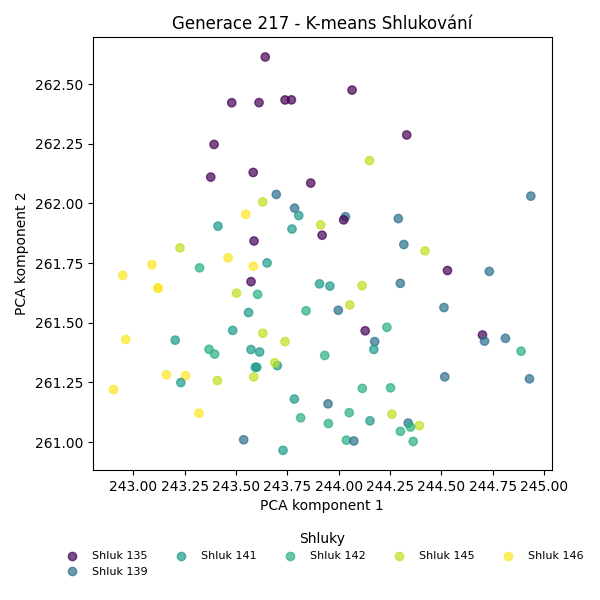 Generace 217 - K-means Shlukování
PCA komponent 2
262.50
262.25
262.00
261.75
261.50
261.25
261.00
243.00 243.25 243.50 243.75 244.00 244.25 244.50 244.75 245.00
PCA komponent 1
Shluky
Shluk 135 Shluk 141 Shluk 142 Shluk 145 Shluk 146
Shluk 139